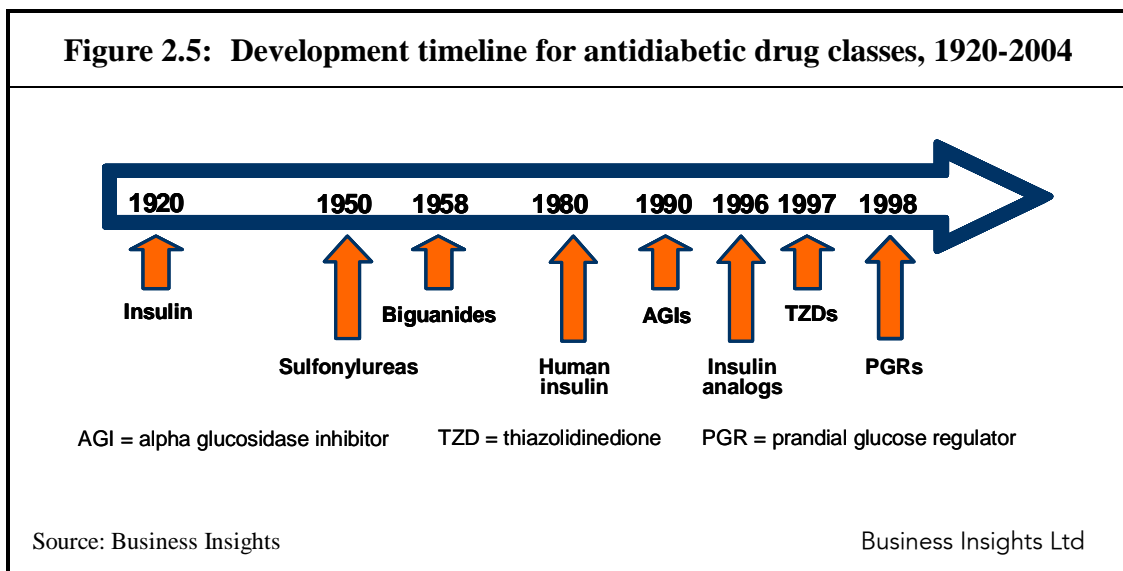 Figure 2.5: Development timeline for antidiabetic drug classes, 1920-2004
1920 1950 1958 1980 1990 1996 1997 1998
Insulin Biguanides AGIs TZDs
Sulfonylureas Human Insulin PGRs
insulin analogs
AGI = alpha glucosidase inhibitor TZD = thiazolidinedione PGR = prandial glucose regulator
Source: Business Insights Business Insights Ltd